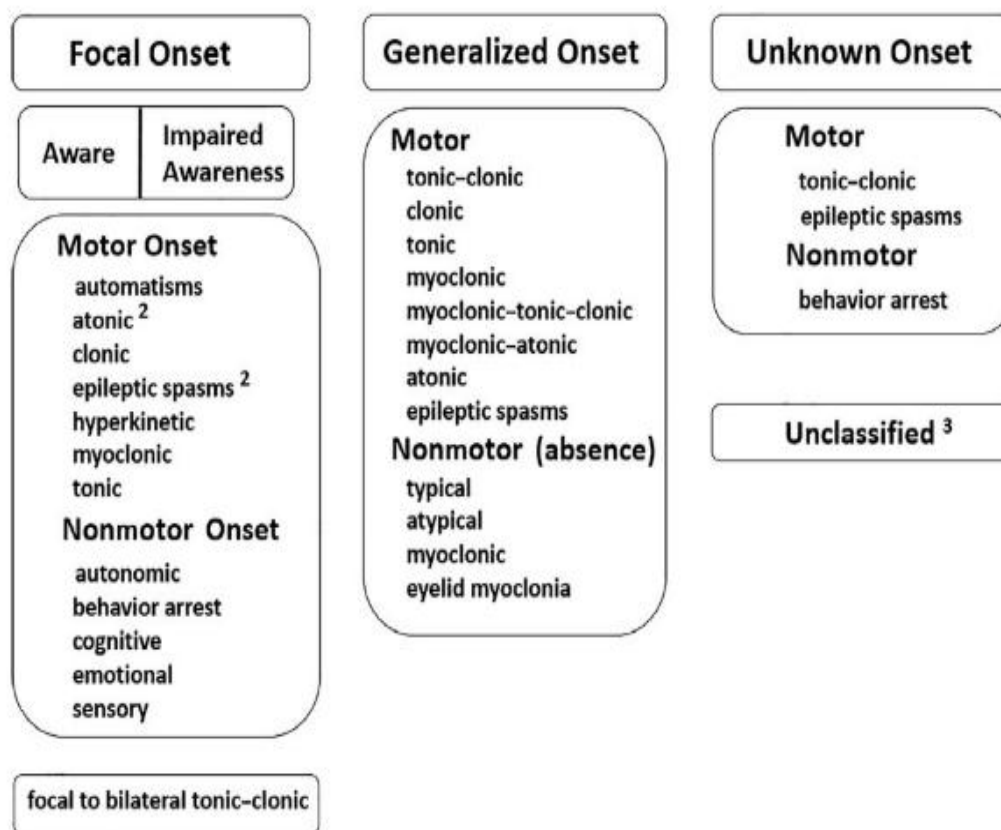 Focal Onset
Aware
Impaired
Awareness
Motor Onset
automatisms
atonic 2
clonic
epileptic spasms 2
hyperkinetic
myoclonic
tonic
Nonmotor Onset
autonomic
behavior arrest
cognitive
emotional
sensory
focal to bilateral tonic–clonic
Generalized Onset
Motor
tonic–clonic
clonic
tonic
myoclonic
myoclonic–tonic–clonic
myoclonic–atonic
atonic
epileptic spasms
Nonmotor (absence)
typical
atypical
myoclonic
eyelid myoclonia
Unknown Onset
Motor
tonic–clonic
epileptic spasms
Nonmotor
behavior arrest
Unclassified 3